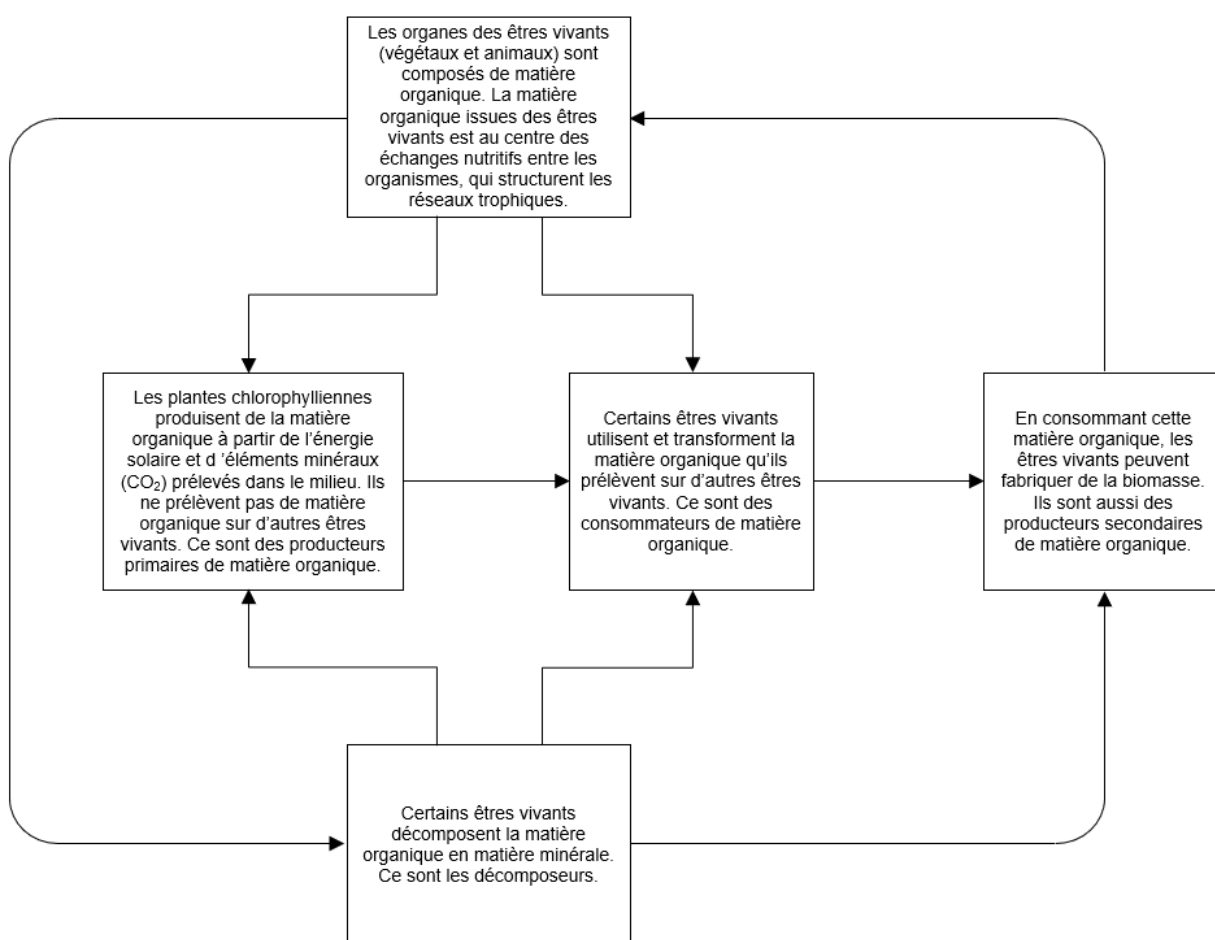 Les organes des êtres vivants
(végétaux et animaux) sont
composés de matière
organique. La matière
organique issues des êtres
vivants est au centre des
échanges nutritifs entre les
organismes, qui structurent les
réseaux trophiques.
Les plantes chlorophylliennes
produisent de la matière
organique à partir de l’énergie
solaire et d ’éléments minéraux
(CO₂) prélevés dans le milieu. Ils
ne prélèvent pas de matière
organique sur d’autres êtres
vivants. Ce sont des producteurs
primaires de matière organique.
Certains êtres vivants
utilisent et transforment la
matière organique qu’ils
prélèvent sur d’autres êtres
vivants. Ce sont des
consommateurs de matière
organique.
En consommant cette
matière organique, les
êtres vivants peuvent
fabriquer de la biomasse.
Ils sont aussi des
producteurs secondaires
de matière organique.
Certains êtres vivants
décomposent la matière
organique en matière minérale.
Ce sont les décomposeurs.